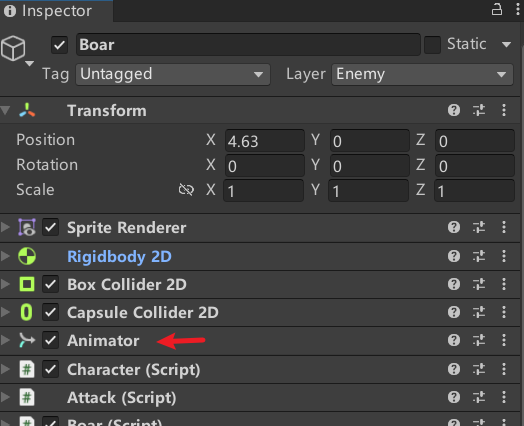 Inspector
Boar Static
Tag Untagged Layer Enemy
Transform
Position X 4.63 Y 0 Z 0
Rotation X 0 Y 0 Z 0
Scale X 1 Y 1 Z 1
Sprite Renderer
Rigidbody 2D
Box Collider 2D
Capsule Collider 2D
Animator
# Character (Script)
# Attack (Script)
# Boar (Script)